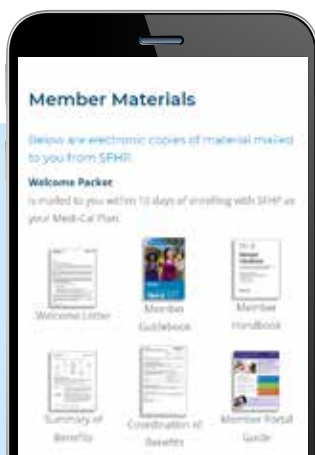 Member Materials
Below are electronic copies of material mailed
to you from SFHP.
Welcome Packet
is mailed to you within 10 days of enrolling with SFHP as
your Medi-Cal Plan.
Welcome Letter
Member
Guidebook
Member
Handbook
Summary of
Benefits
Coordination of
Benefits
Member Portal
Guide